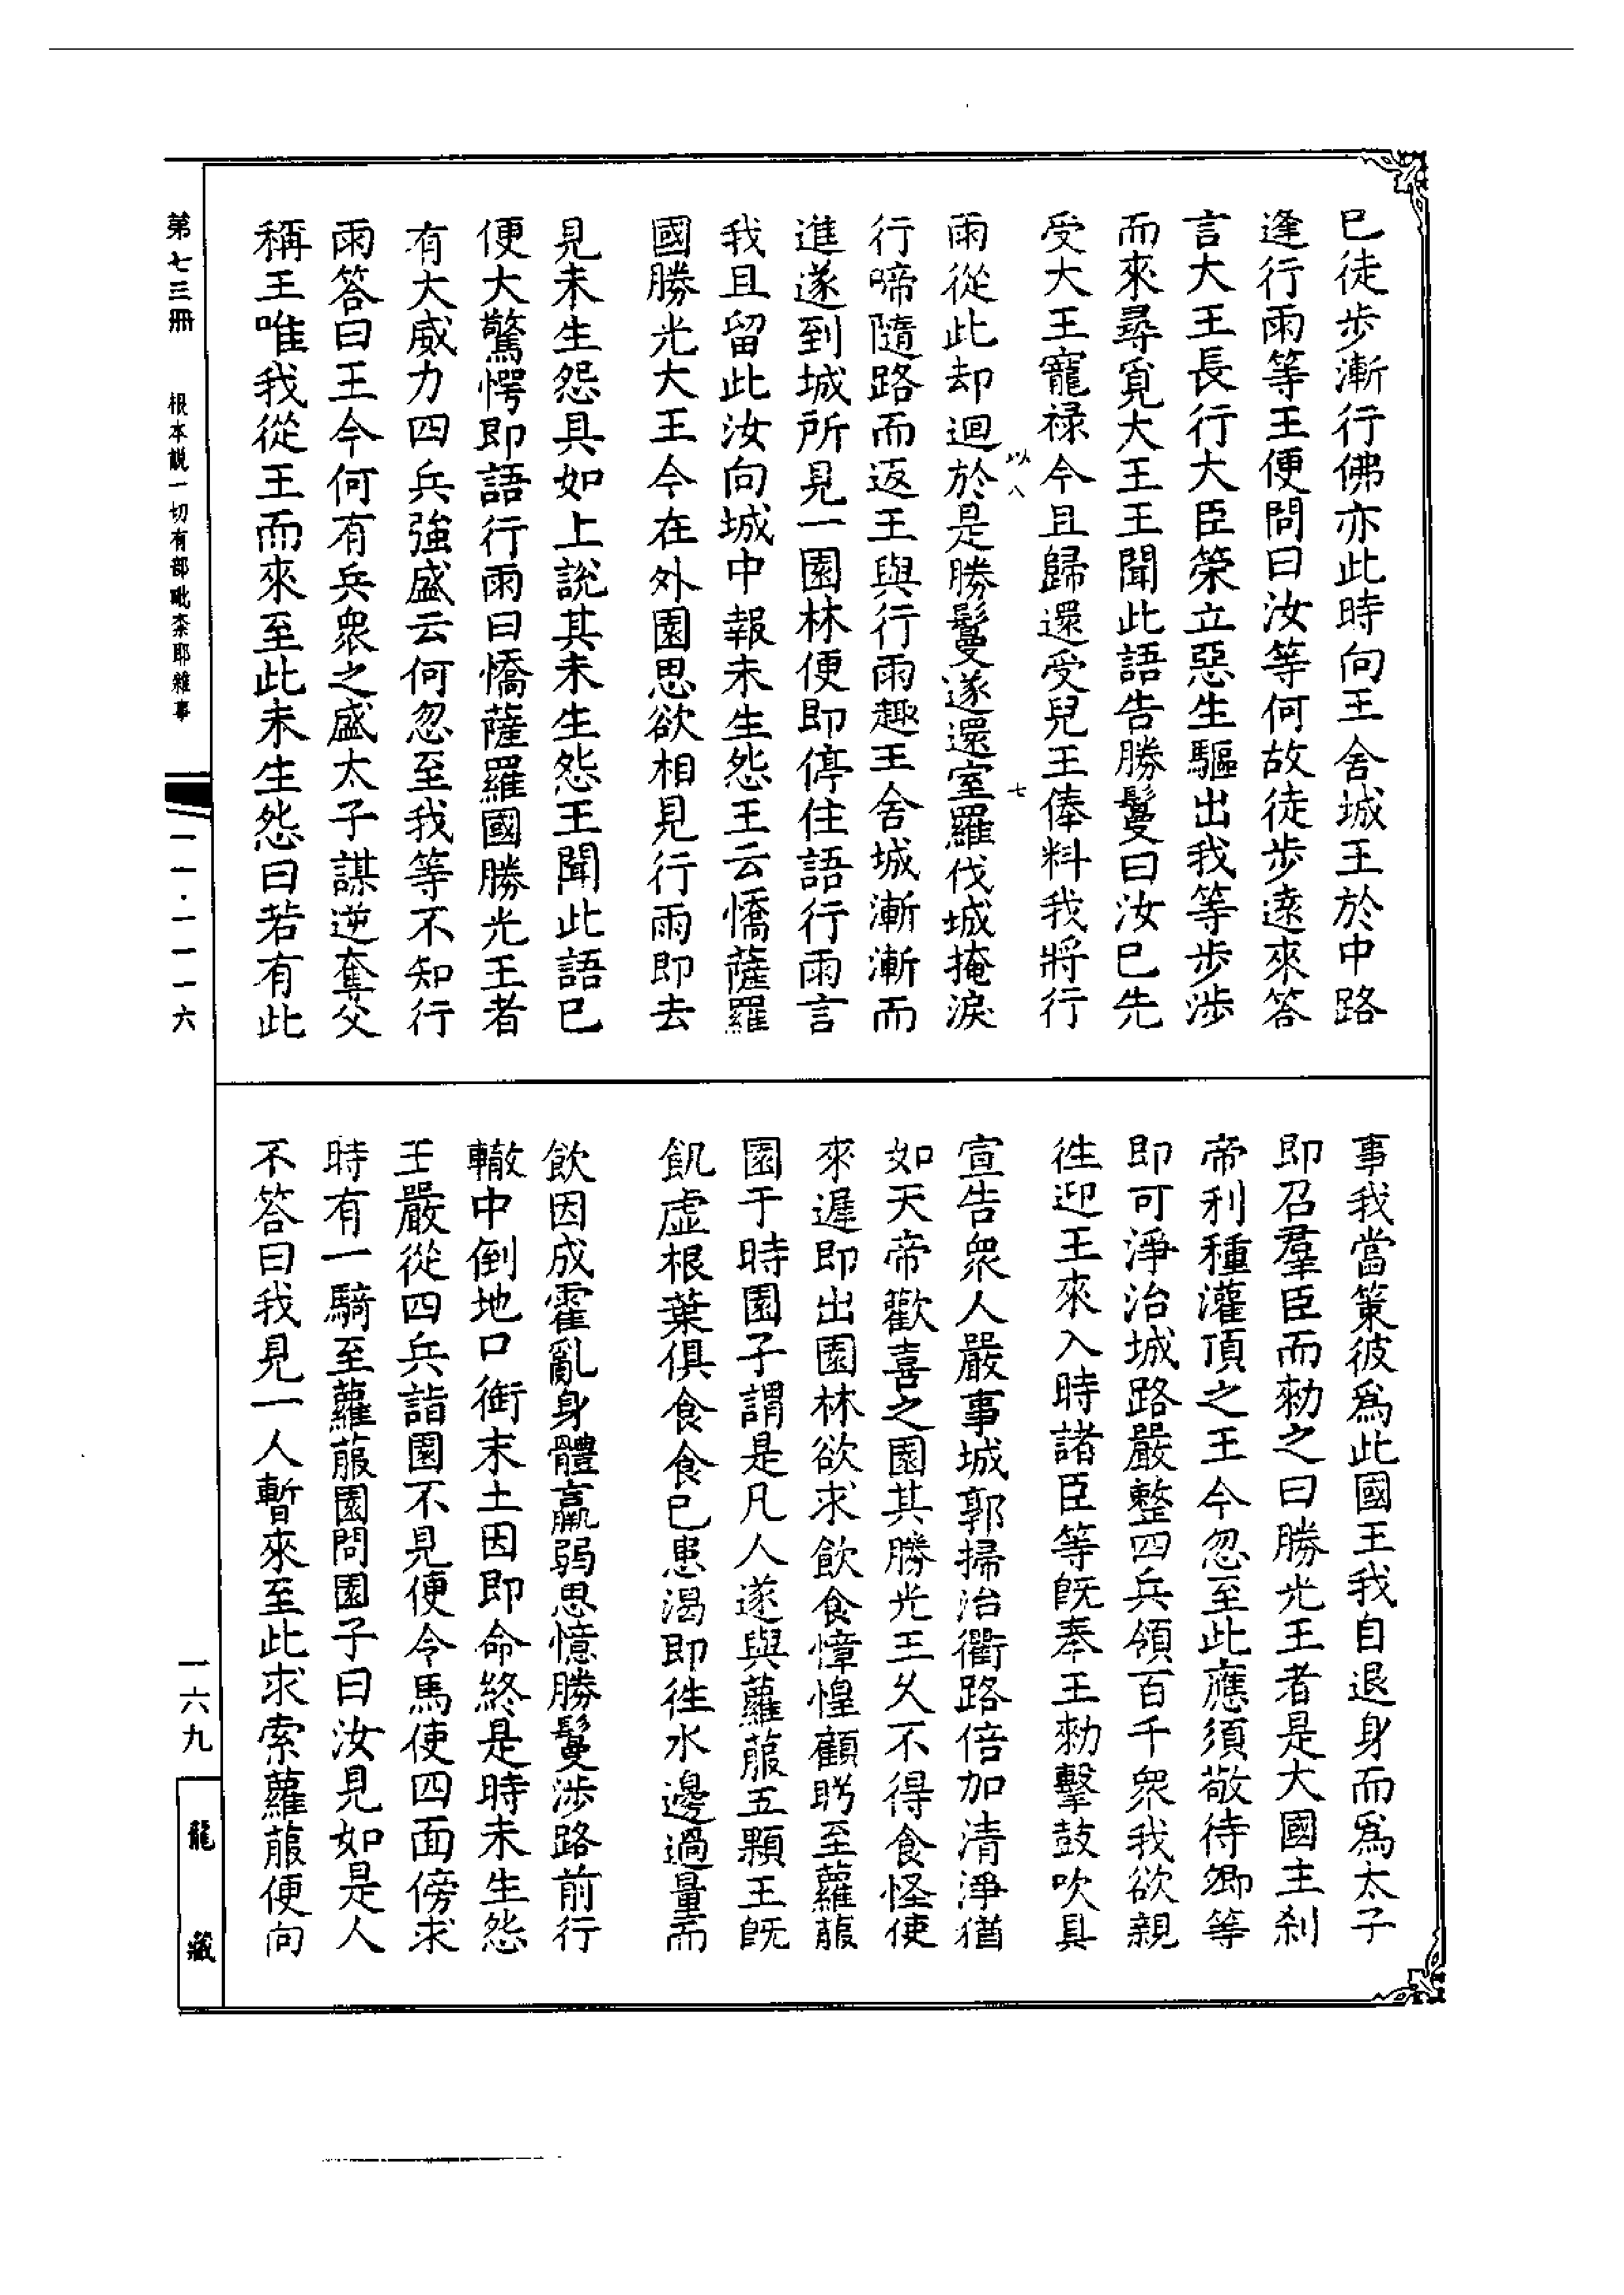 已徒步漸行佛亦此時向王舍城王於中路
逢行雨等王便問曰汝等何故徒步遠來答
言大王長行大臣策立惡生驅出我等步涉
而來尋覓大王王聞此語告勝鬘曰汝已先
受大王寵祿今且歸還受兒王俸料我將行
以八
七
雨從此却迴於是勝鬘遂還室羅伐城掩淚
行啼隨路而返王與行雨趣王舍城漸漸而
進遂到城所見一園林便即停住語行雨言
我且留此汝向城中報未生怨王云憍薩羅
國勝光大王今在外園思欲相見行雨即去
見未生怨具如上說其未生怨王聞此語已
便大驚愕即語行雨曰憍薩羅國勝光王者
有大威力四兵強盛云何忽至我等不知行
雨答曰王今何有兵衆之盛太子謀逆奪父
稱王唯我從王而來至此未生怨曰若有此
事我當策彼爲此國王我自退身而爲太子
即召羣臣而勑之曰勝光王者是大國主刹
帝利種灌頂之王今忽至此應須敬待卿等
即可淨治城路嚴整四兵領百千衆我欲親
徃迎王來入時諸臣等旣奉王勑擊鼓吹具
宣告衆人嚴事城郭掃治衢路倍加清淨猶
如天帝歡喜之園其勝光王乆不得食怪使
來遲即出園林欲求飲食慞惶顧眄至蘿菔
園于時園子謂是凡人遂與蘿菔五顆王旣
飢虛根葉俱食食已患渴即徃水邊過量而
飲因成霍亂身體羸弱思憶勝鬘涉路前行
轍中倒地口銜末土因即命終是時未生怨
王嚴從四兵詣園不見便令馬使四面傍求
時有一騎至蘿菔園問園子曰汝見如是人
不答曰我見一人暫來至此求索蘿菔便向
第七三冊　根本說一切有部毗柰耶雜事
一一·一一一六
一六九
龍藏